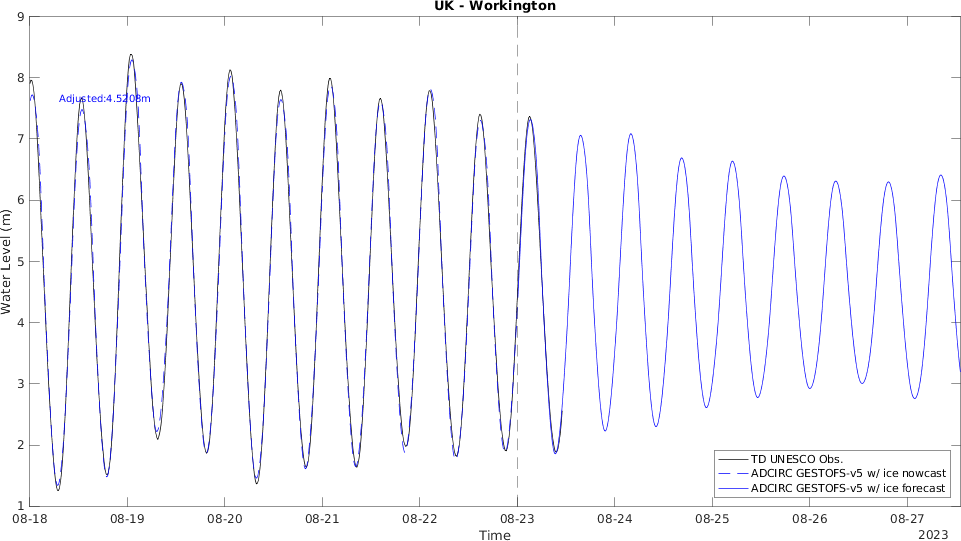 UK - Workington
Water Level (m)
9
8
7
6
5
4
3
2
1
Adjusted:4.5208m
TD UNESCO Obs.
ADCIRC GESTOFS-v5 w/ ice nowcast
ADCIRC GESTOFS-v5 w/ ice forecast
08-18 08-19 08-20 08-21 08-22 08-23 08-24 08-25 08-26 08-27
Time
2023